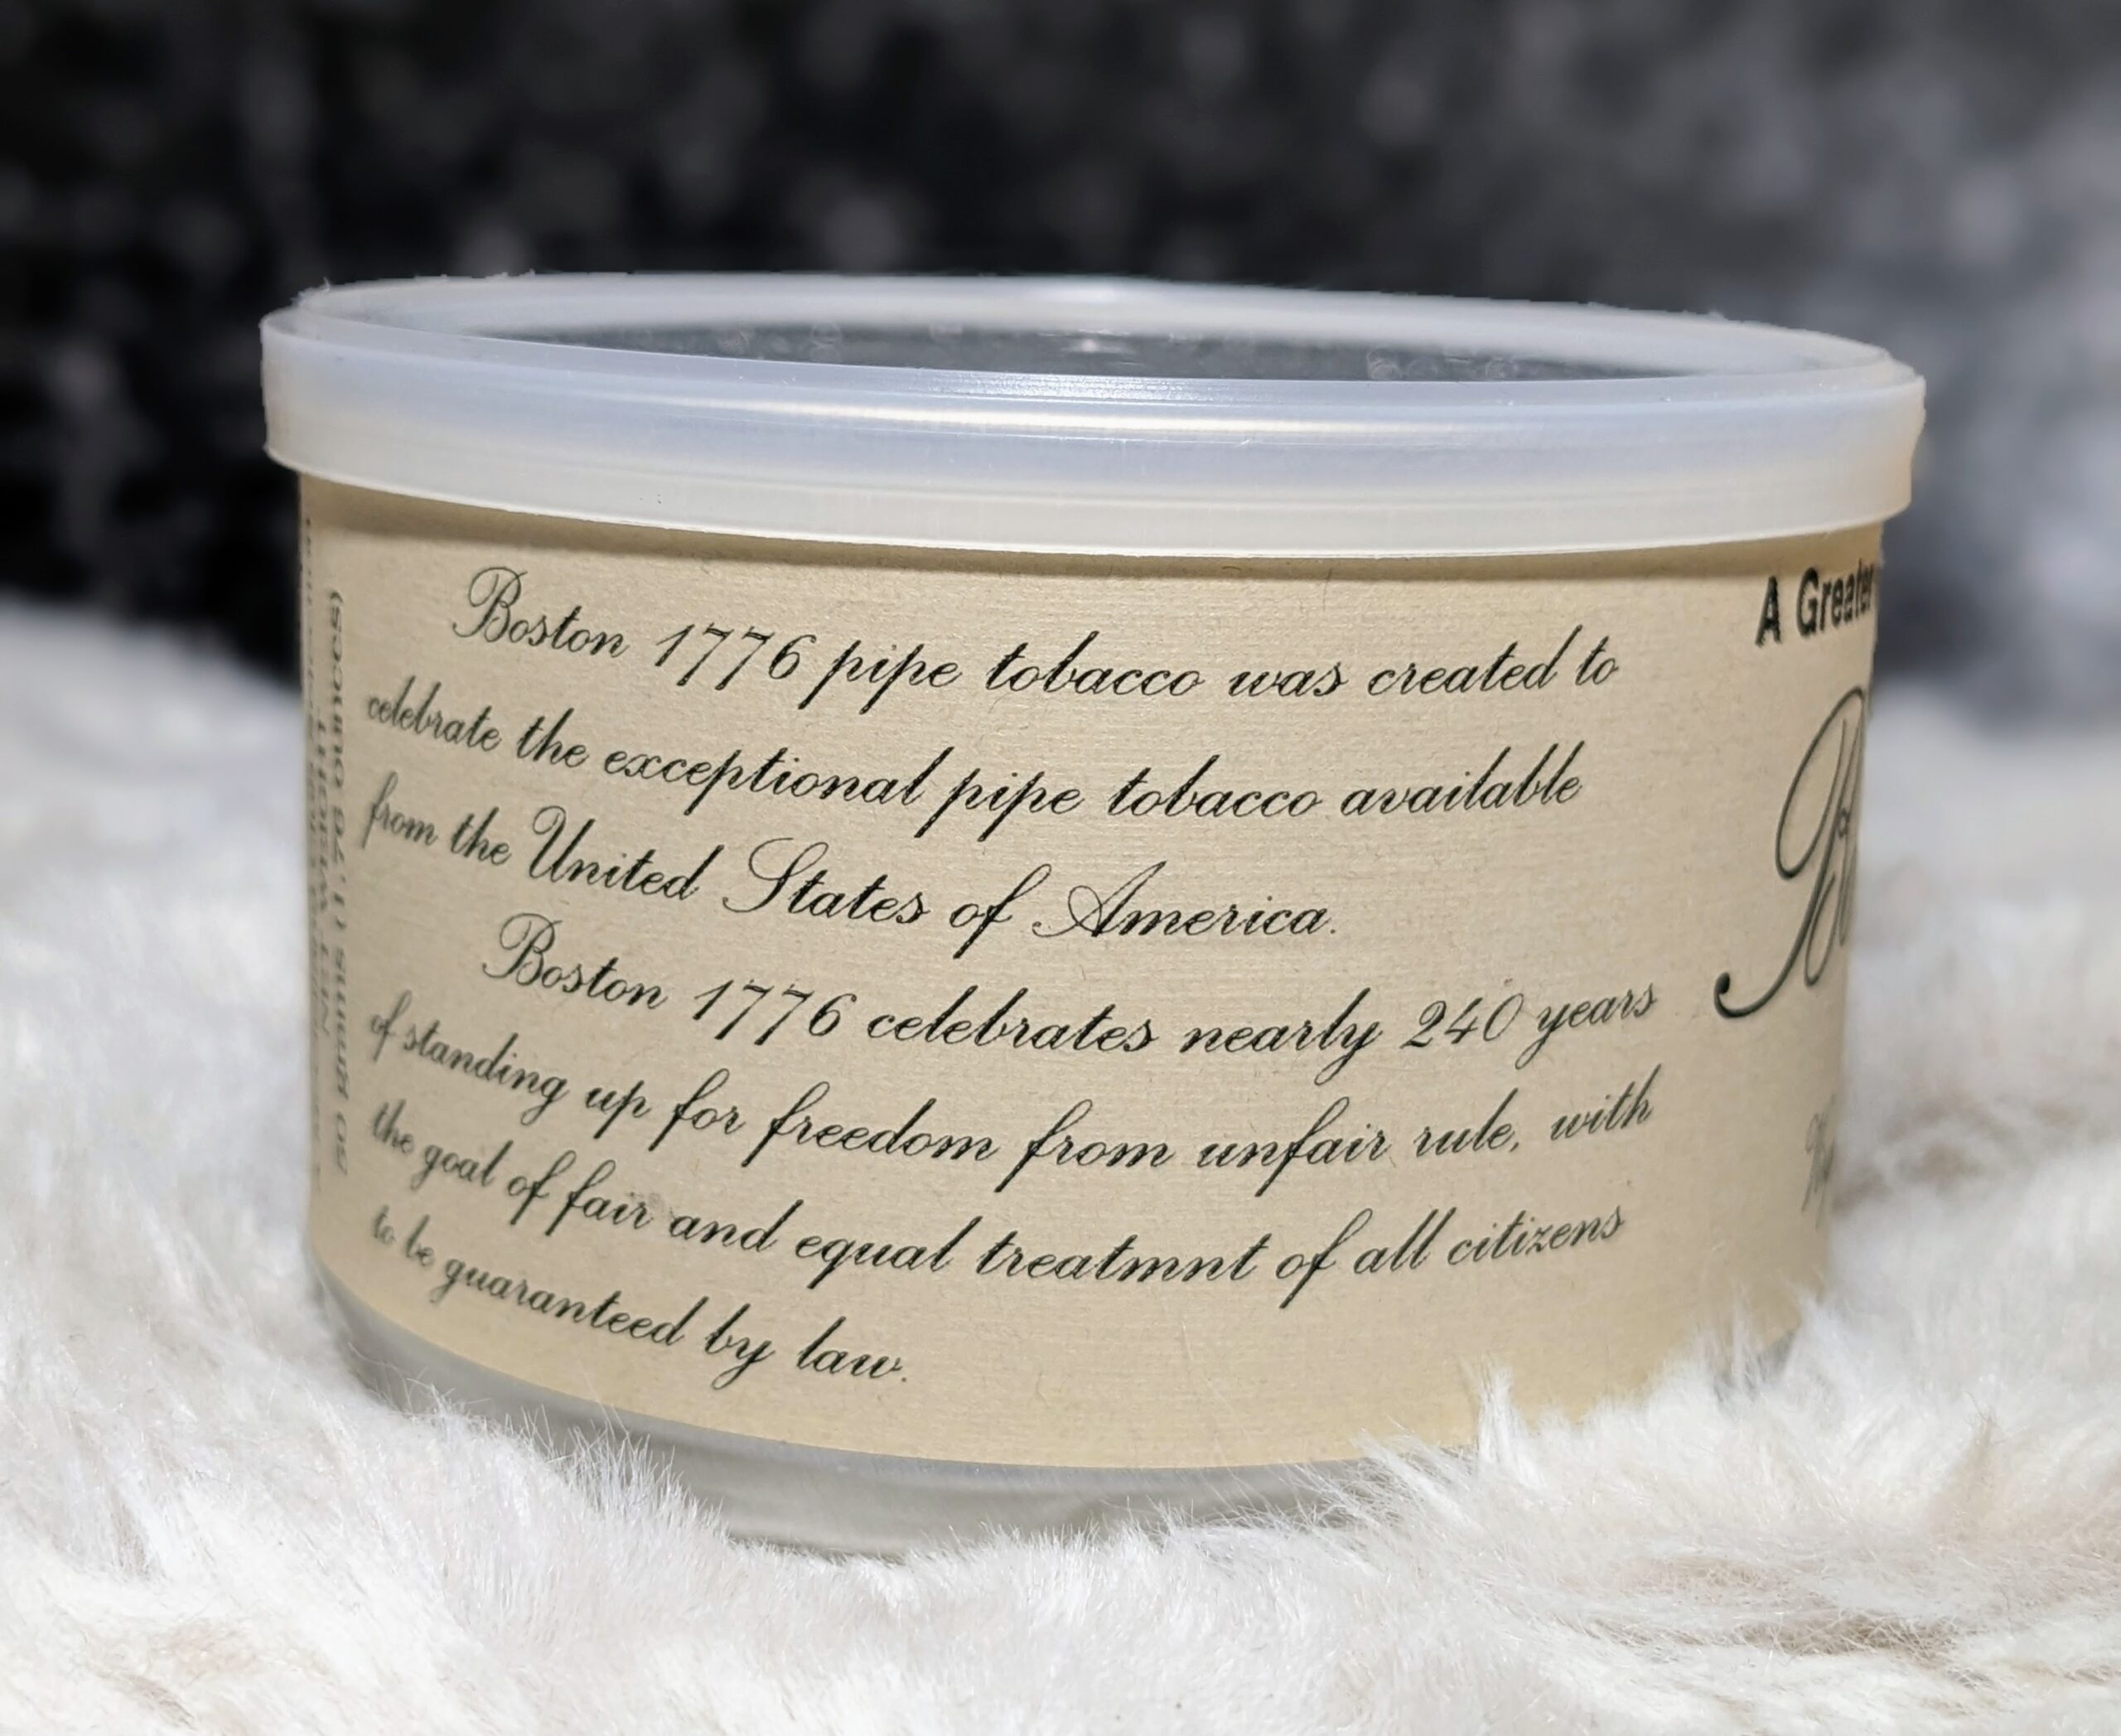 Boston 1776 pipe tobacco was created to
celebrate the exceptional pipe tobacco available
from the United States of America.
Boston 1776 celebrates nearly 240 years
of standing up for freedom from unfair rule, with
the goal of fair and equal treatmnt of all citizens
to be guaranteed by law.
A Greater